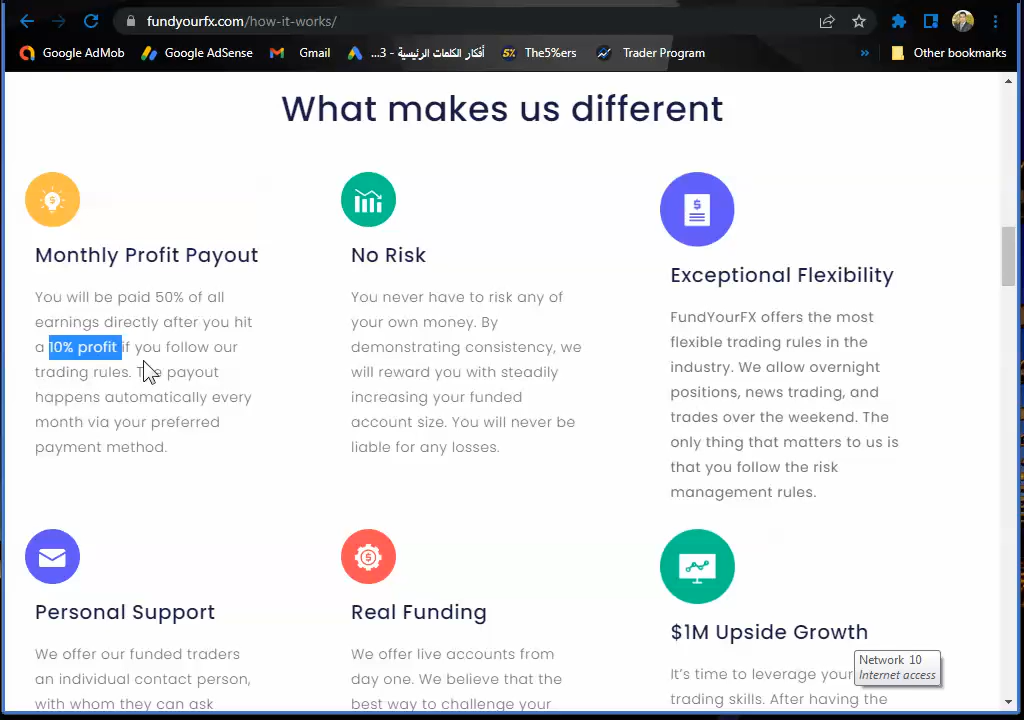 fundyourfx.com/how-it-works/
Google AdMob
Google AdSense
Gmail
أفكار الكلمات الرئيسية - 3...
5%
The5%ers
Trader Program
»
Other bookmarks
What makes us different
Monthly Profit Payout
You will be paid 50% of all
earnings directly after you hit
a 10% profit if you follow our
trading rules. The payout
happens automatically every
month via your preferred
payment method.
No Risk
You never have to risk any of
your own money. By
demonstrating consistency, we
will reward you with steadily
increasing your funded
account size. You will never be
liable for any losses.
Exceptional Flexibility
FundYourFX offers the most
flexible trading rules in the
industry. We allow overnight
positions, news trading, and
trades over the weekend. The
only thing that matters to us is
that you follow the risk
management rules.
Personal Support
We offer our funded traders
an individual contact person,
with whom they can ask
Real Funding
We offer live accounts from
day one. We believe that the
best way to challenge your
$1M Upside Growth
It's time to leverage your
trading skills. After having the
Network 10
Internet access